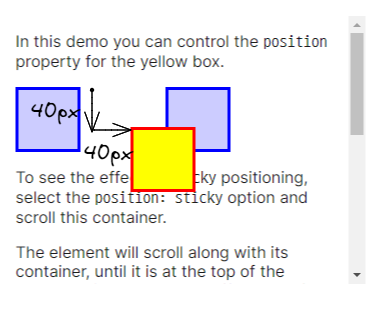 In this demo you can control the position
property for the yellow box.
40px
40px
To see the effe cky positioning,
select the position: sticky option and
scroll this container.
The element will scroll along with its
container, until it is at the top of the